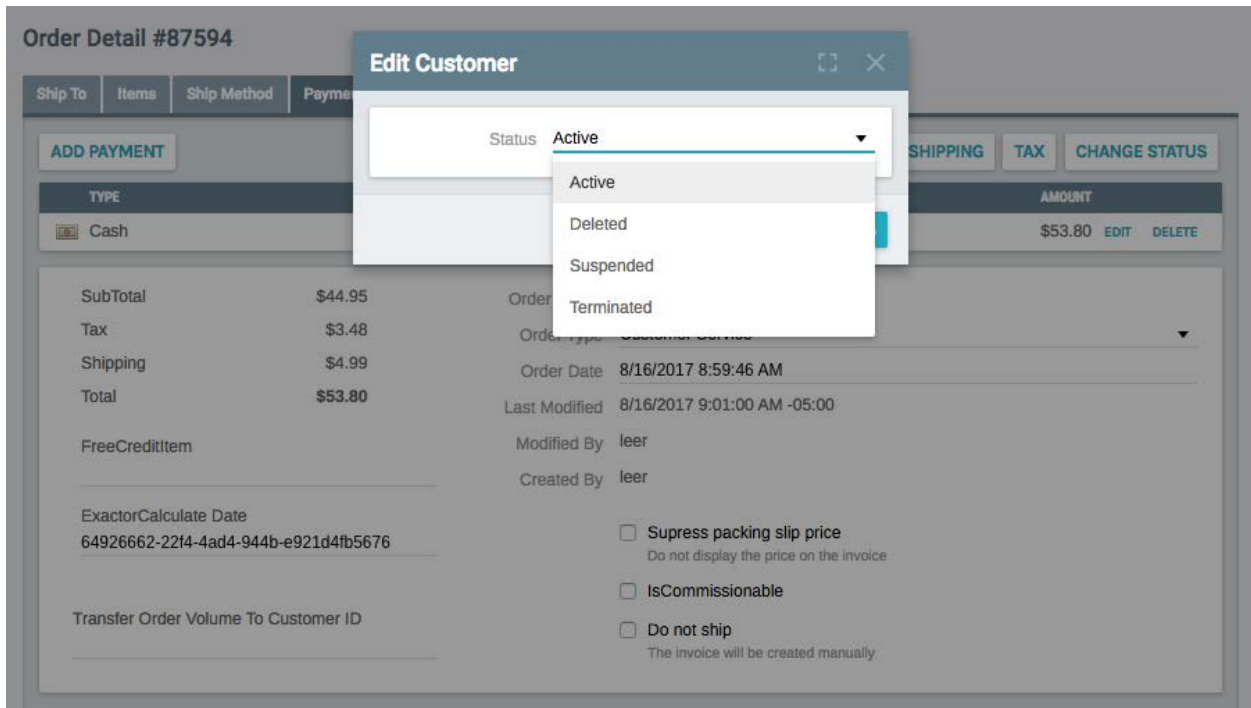 Order Detail #87594
Edit Customer
Ship To Items Ship Method
Status Active
ADD PAYMENT SHIPPING TAX CHANGE STATUS
Active
TYPE AMOUNT
Deleted
Cash $53.80 EDIT DELETE
Suspended
SubTotal $44.95 Order
Terminated
Tax $3.48 Order Type Customer Service
Shipping $4.99 Order Date 8/16/2017 8:59:46 AM
Total $53.80 Last Modified 8/16/2017 9:01:00 AM -05:00
FreeCreditItem Modified By leer
Created By leer
ExactorCalculate Date
64926662-22f4-4ad4-944b-e921d4fb5676
Supress packing slip price
Do not display the price on the invoice
IsCommissionable
Transfer Order Volume To Customer ID
Do not ship
The invoice will be created manually